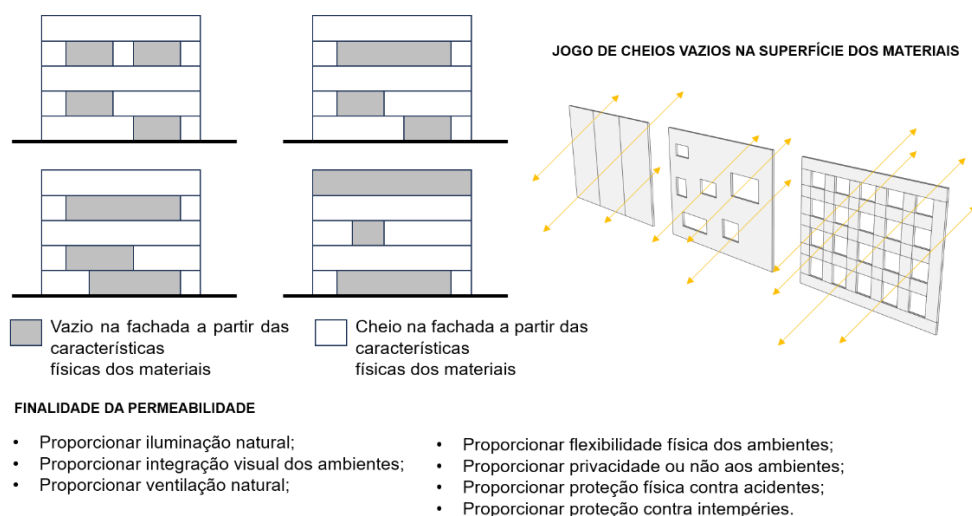 JOGO DE CHEIOS VAZIOS NA SUPERFÍCIE DOS MATERIAIS
Vazio na fachada a partir das
características
físicas dos materiais
Cheio na fachada a partir das
características
físicas dos materiais
FINALIDADE DA PERMEABILIDADE
• Proporcionar iluminação natural;
• Proporcionar integração visual dos ambientes;
• Proporcionar ventilação natural;
• Proporcionar flexibilidade física dos ambientes;
• Proporcionar privacidade ou não aos ambientes;
• Proporcionar proteção física contra acidentes;
• Proporcionar proteção contra intempéries.